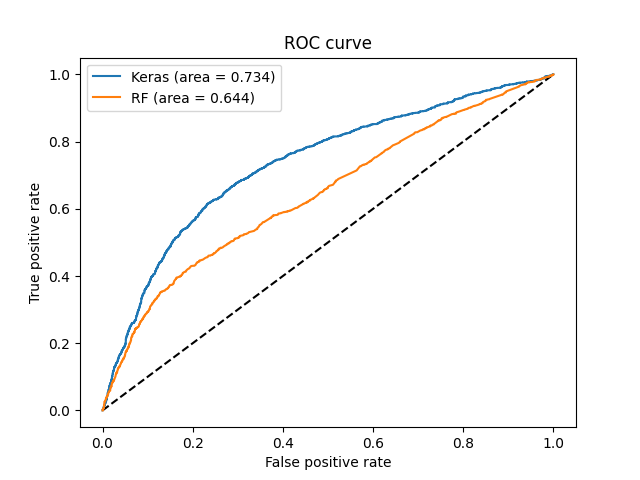 ROC curve
Keras (area = 0.734)
RF (area = 0.644)
True positive rate
1.0
0.8
0.6
0.4
0.2
0.0
0.0 0.2 0.4 0.6 0.8 1.0
False positive rate